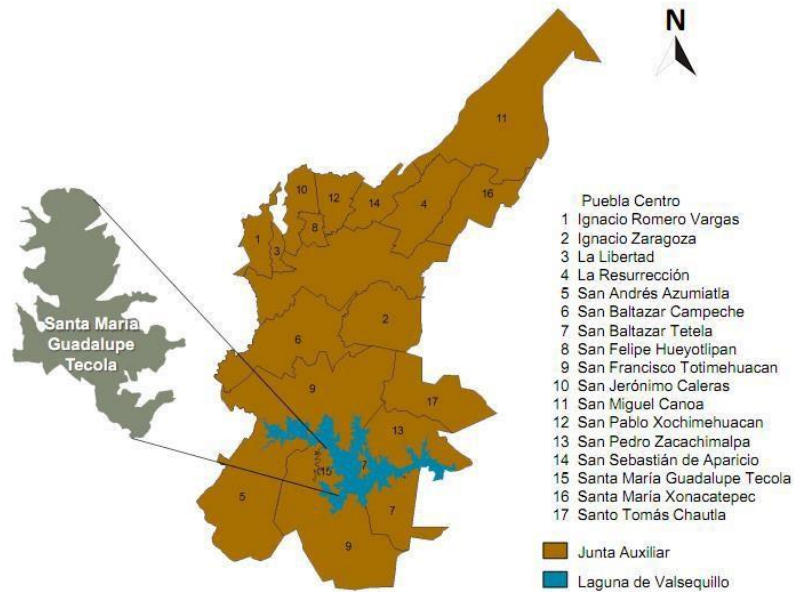 N
11
10
12
14
4
16
8
1
3
2
6
9
17
13
15
7
5
7
9
Santa María
Guadalupe
Tecola
Puebla Centro
1 Ignacio Romero Vargas
2 Ignacio Zaragoza
3 La Libertad
4 La Resurrección
5 San Andrés Azumiatla
6 San Baltazar Campeche
7 San Baltazar Tetela
8 San Felipe Hueyotlipan
9 San Francisco Totimehuacan
10 San Jerónimo Caleras
11 San Miguel Canoa
12 San Pablo Xochimehuacan
13 San Pedro Zacachimalpa
14 San Sebastián de Aparicio
15 Santa María Guadalupe Tecola
16 Santa María Xonacatepec
17 Santo Tomás Chautla
Junta Auxiliar
Laguna de Valsequillo